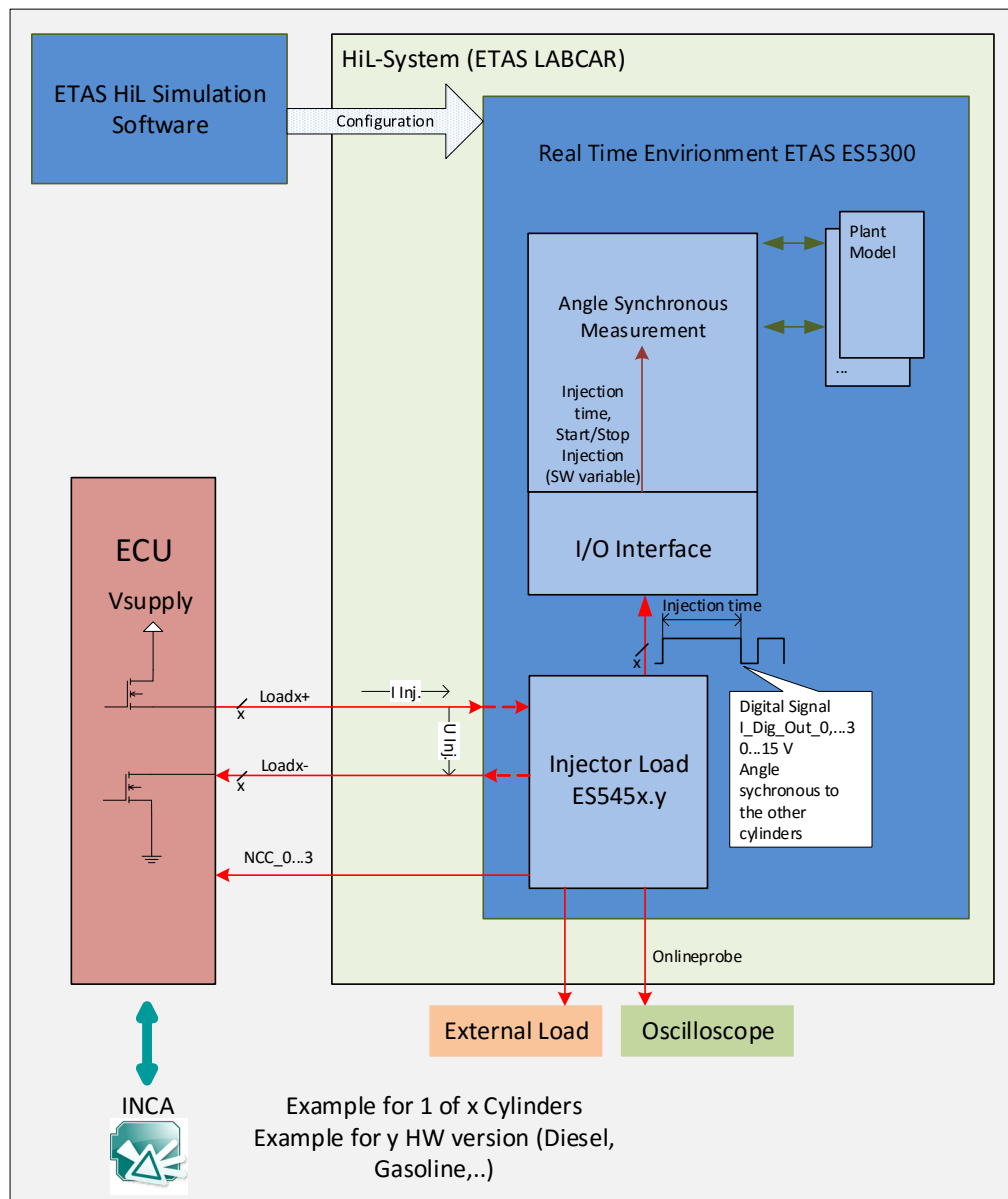 ETAS HiL Simulation
Software
Configuration
HiL-System (ETAS LABCAR)
Real Time Envirionment ETAS ES5300
Plant
Model
...
Angle Synchronous
Measurement
Injection
time,
Start/Stop
Injection
(SW variable)
I/O Interface
Injection time
x
Digital Signal
I_Dig_Out_0,...3
0...15 V
Angle
sychronous to
the other
cylinders
ECU
Vsupply
Loadx+
x
I Inj.
U Inj.
Loadx-
x
NCC_0...3
Injector Load
ES545x.y
Onlineprobe
External Load
Oscilloscope
INCA
Example for 1 of x Cylinders
Example for y HW version (Diesel,
Gasoline,..)